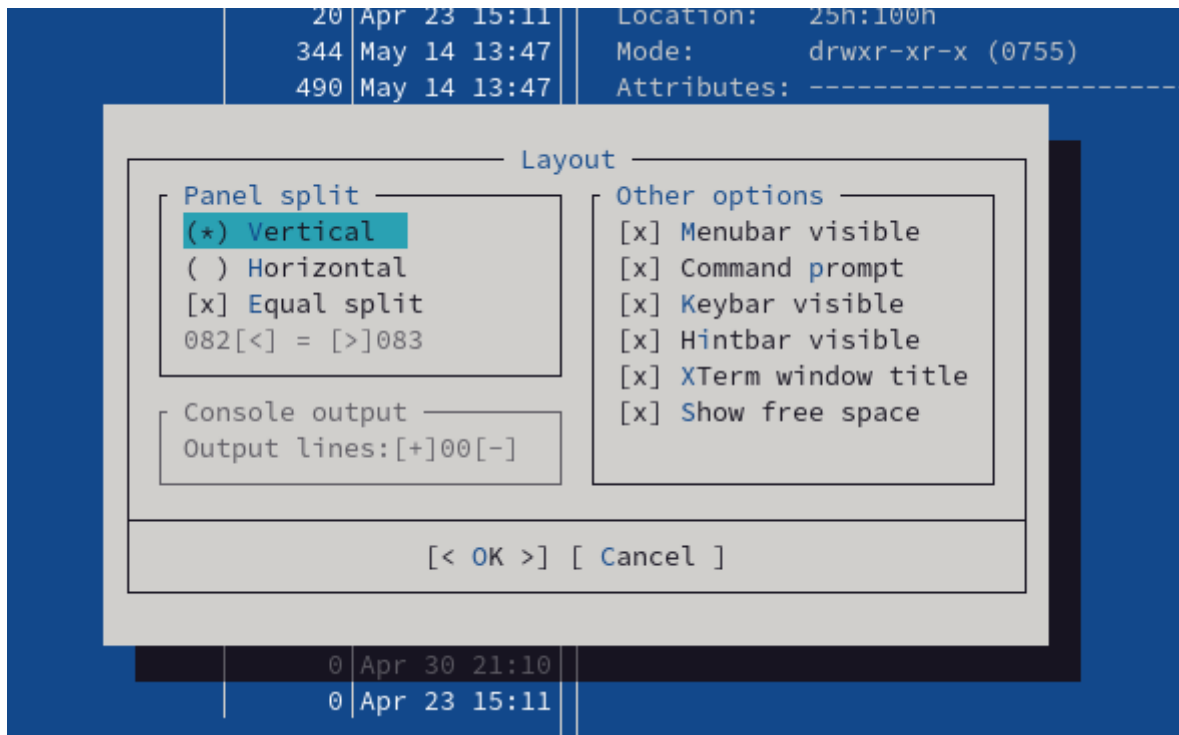 20 Apr 23 15:11 Location: 25h:100h
344 May 14 13:47 Mode: drwxr-xr-x (0755)
490 May 14 13:47 Attributes: -----------------------
Layout
Panel split
(*) Vertical
( ) Horizontal
[x] Equal split
082[<] = [>]083
Console output
Output lines:[+]00[-]
Other options
[x] Menubar visible
[x] Command prompt
[x] Keybar visible
[x] Hintbar visible
[x] XTerm window title
[x] Show free space
[< OK >] [ Cancel ]
0 Apr 30 21:10
0 Apr 23 15:11